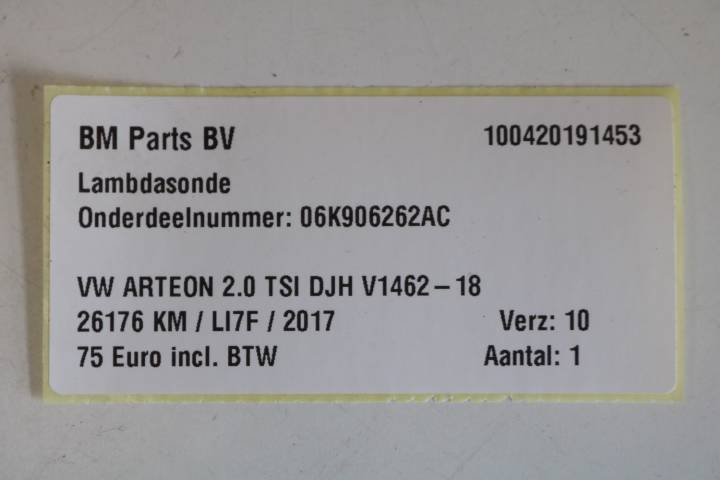 BM Parts BV 100420191453
Lambdasonde
Onderdeelnummer: 06K906262AC
VW ARTEON 2.0 TSI DJH V1462 – 18
26176 KM / LI7F / 2017 Verz: 10
75 Euro incl. BTW Aantal: 1